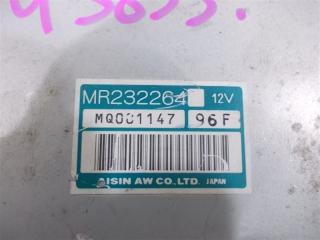 MR232264 12V
MQ001147 96F
AISIN AW CO.,LTD. JAPAN